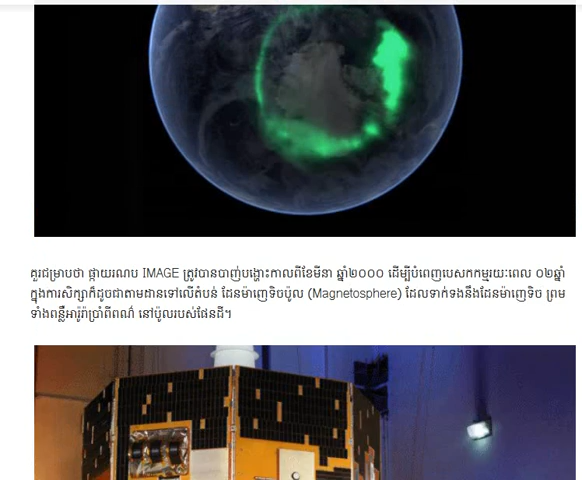 គួរជម្រាបថា ផ្កាយរណប IMAGE ត្រូវបានបាញ់បង្ហោះកាលពីខែមីនា ឆ្នាំ២០០០ ដើម្បីបំពេញបេសកកម្មរយៈពេល ០២ឆ្នាំ
ក្នុងការសិក្សាក៏ដូចជាតាមដានទៅលើតំបន់ ដែនម៉ាញេទិចប៉ូល (Magnetosphere) ដែលទាក់ទងនឹងដែនម៉ាញេទិច ព្រម
ទាំងពន្លឺអារ៉ូរ៉ាប្រាំពីពណ៌ នៅប៉ូលរបស់ផែនដី។